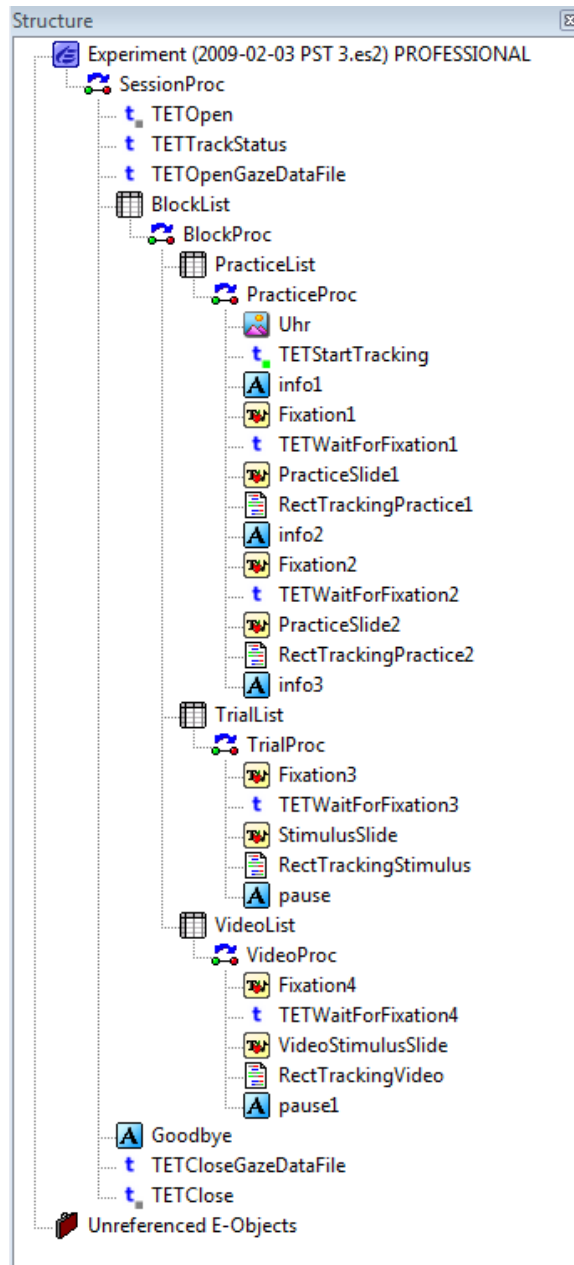 Structure
Experiment (2009-02-03 PST 3.es2) PROFESSIONAL
SessionProc
TETOpen
TETTrackStatus
TETOpenGazeDataFile
BlockList
BlockProc
PracticeList
PracticeProc
Uhr
TETStartTracking
info1
Fixation1
TETWaitForFixation1
PracticeSlide1
RectTrackingPractice1
info2
Fixation2
TETWaitForFixation2
PracticeSlide2
RectTrackingPractice2
info3
TrialList
TrialProc
Fixation3
TETWaitForFixation3
StimulusSlide
RectTrackingStimulus
pause
VideoList
VideoProc
Fixation4
TETWaitForFixation4
VideoStimulusSlide
RectTrackingVideo
pause1
Goodbye
TETCloseGazeDataFile
TETClose
Unreferenced E-Objects